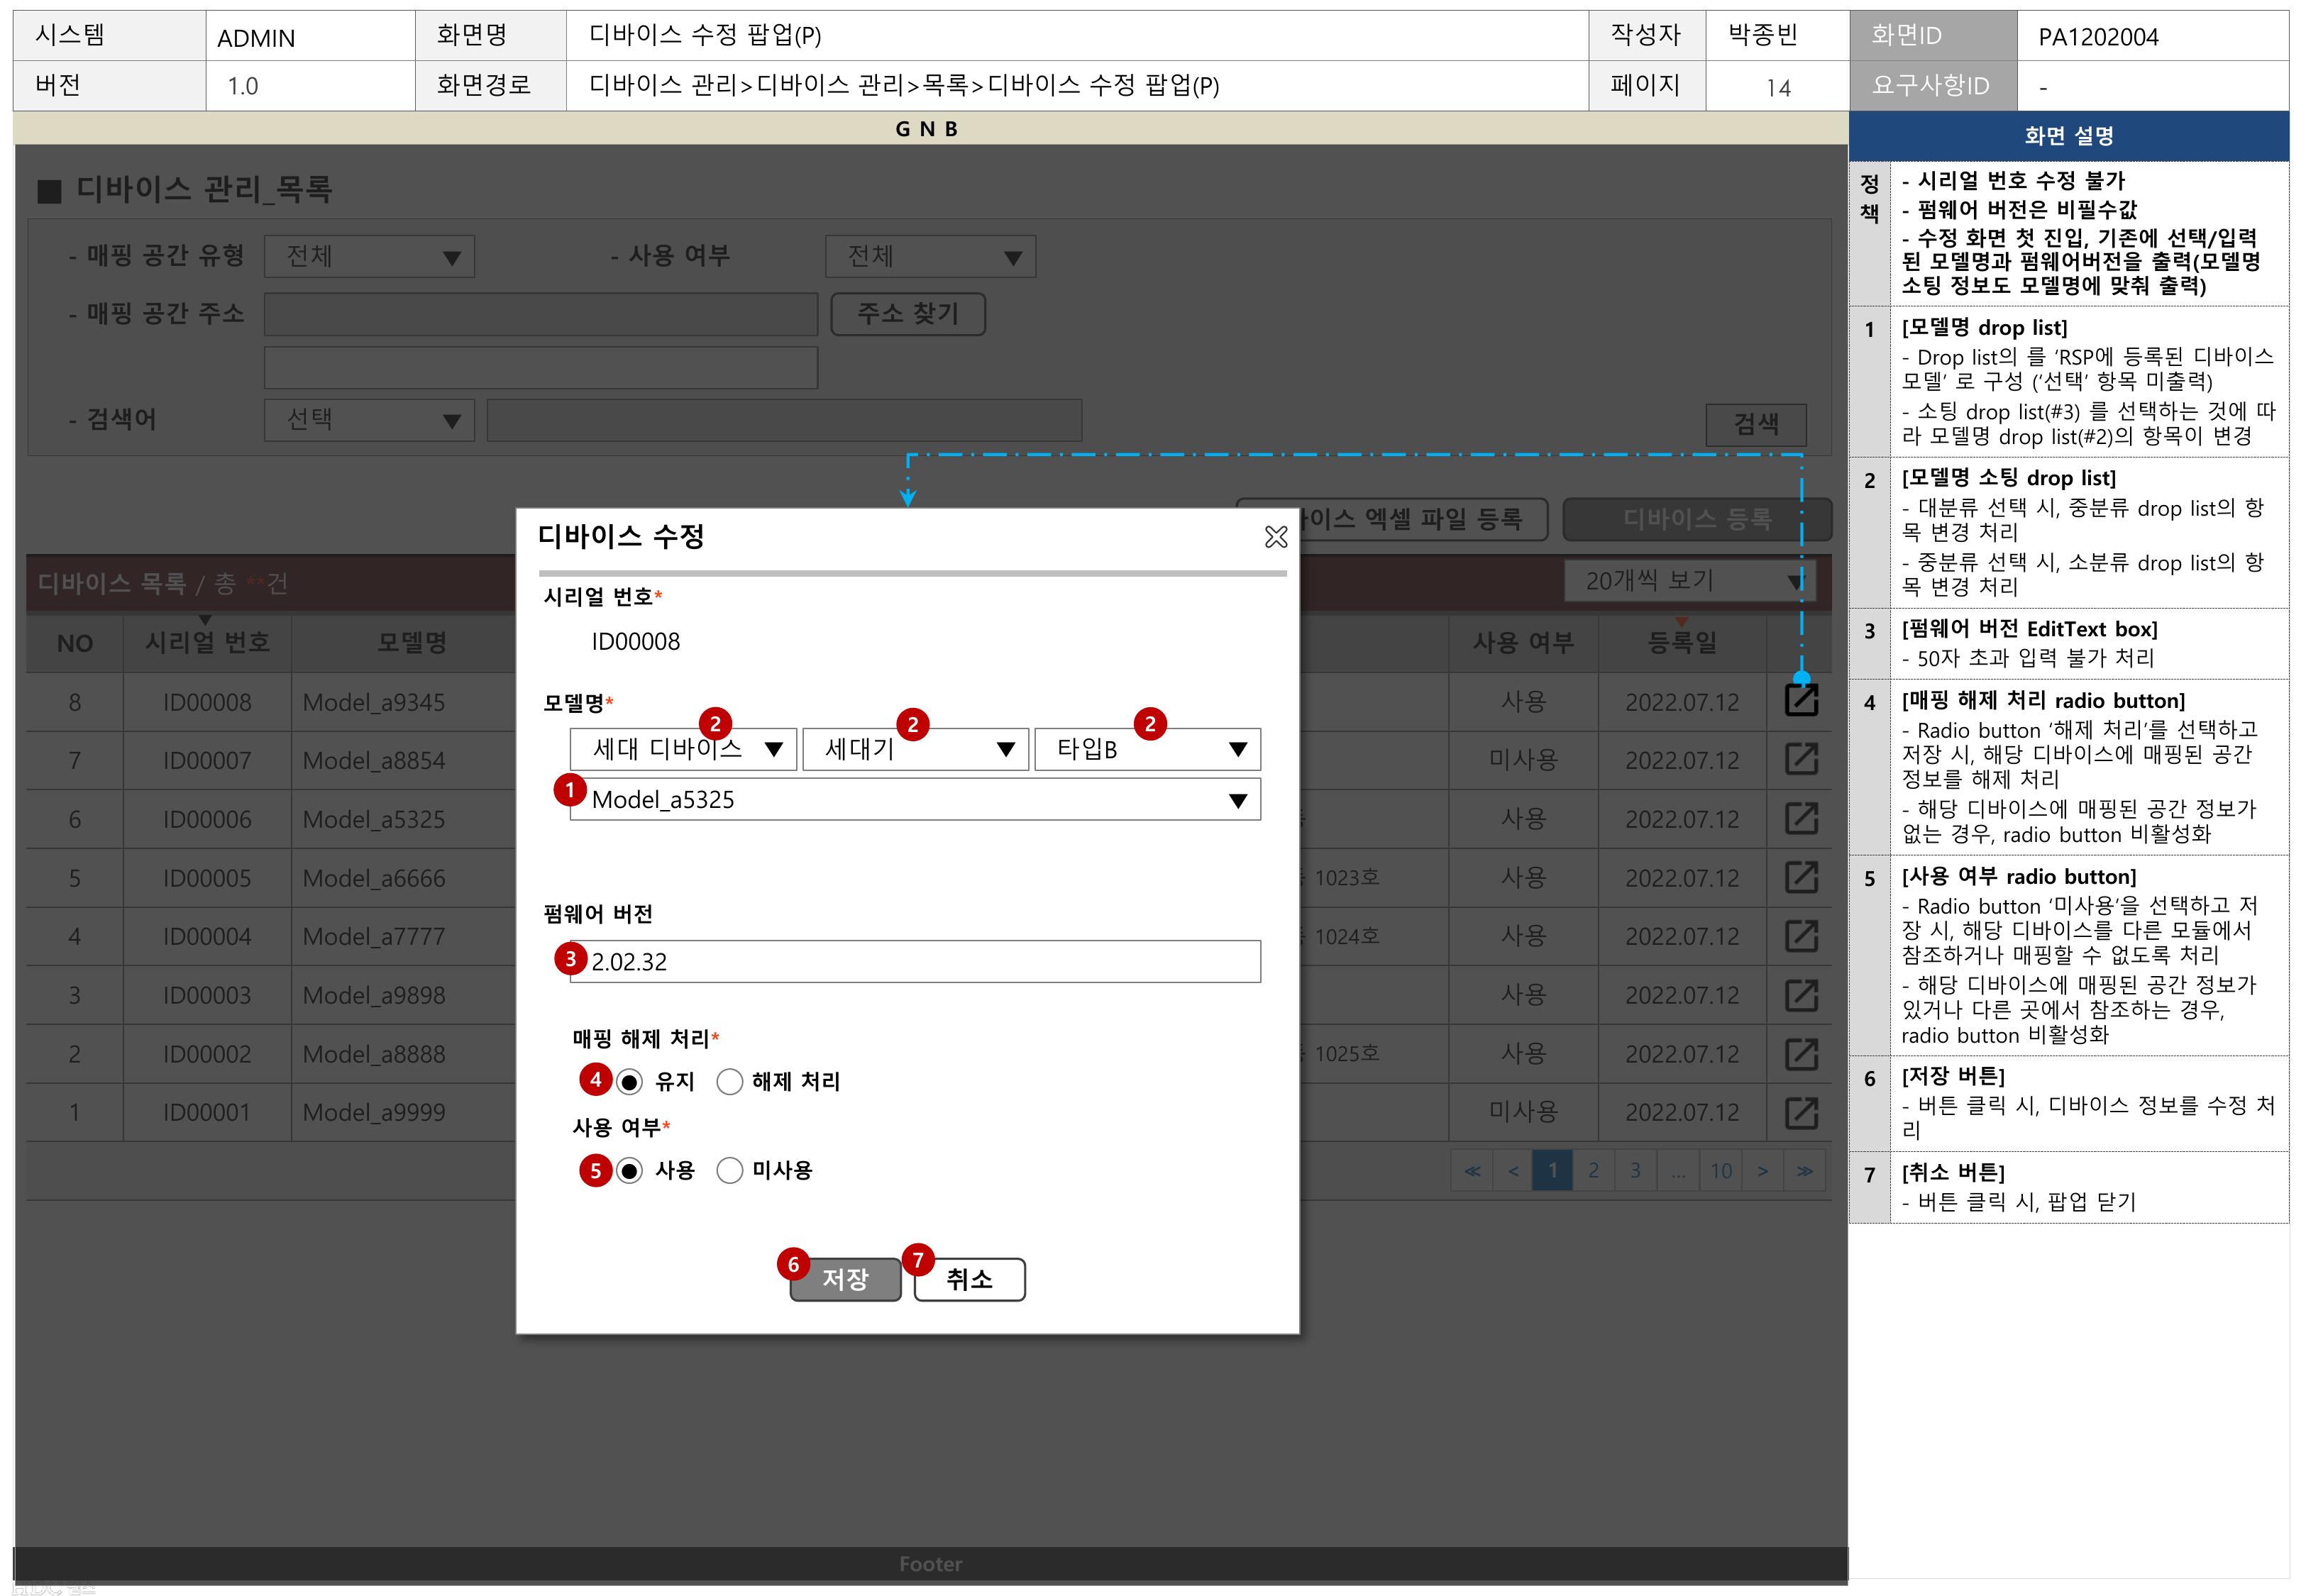 시스템 ADMIN 화면명 디바이스 수정 팝업(P) 작성자 박종빈 화면ID PA1202004
버전 1.0 화면경로 디바이스 관리>디바이스 관리>목록>디바이스 수정 팝업(P) 페이지 14 요구사항ID -
G N B
■ 디바이스 관리_목록
- 매핑 공간 유형 전체 ▼ - 사용 여부 전체 ▼
- 매핑 공간 주소 주소 찾기
- 검색어 선택 ▼ 검색
이스 엑셀 파일 등록 디바이스 등록
디바이스 목록 / 총 **건 20개씩 보기 ▼
NO 시리얼 번호 모델명 사용 여부 등록일
8 ID00008 Model_a9345 사용 2022.07.12
7 ID00007 Model_a8854 미사용 2022.07.12
6 ID00006 Model_a5325 사용 2022.07.12
5 ID00005 Model_a6666 1023호 사용 2022.07.12
4 ID00004 Model_a7777 1024호 사용 2022.07.12
3 ID00003 Model_a9898 사용 2022.07.12
2 ID00002 Model_a8888 1025호 사용 2022.07.12
1 ID00001 Model_a9999 미사용 2022.07.12
≪ < 1 2 3 ... 10 > ≫
디바이스 수정
시리얼 번호*
ID00008
모델명*
2 2 2
세대 디바이스 ▼ 세대기 ▼ 타입B ▼
1 Model_a5325 ▼
펌웨어 버전
3 2.02.32
매핑 해제 처리*
4 유지 해제 처리
사용 여부*
5 사용 미사용
6 저장 7 취소
Footer
화면 설명
정책
- 시리얼 번호 수정 불가
- 펌웨어 버전은 비필수값
- 수정 화면 첫 진입, 기존에 선택/입력
된 모델명과 펌웨어버전을 출력(모델명
소팅 정보도 모델명에 맞춰 출력)
1 [모델명 drop list]
- Drop list의 를 ‘RSP에 등록된 디바이스
모델’ 로 구성 (‘선택’ 항목 미출력)
- 소팅 drop list(#3) 를 선택하는 것에 따
라 모델명 drop list(#2)의 항목이 변경
2 [모델명 소팅 drop list]
- 대분류 선택 시, 중분류 drop list의 항
목 변경 처리
- 중분류 선택 시, 소분류 drop list의 항
목 변경 처리
3 [펌웨어 버전 EditText box]
- 50자 초과 입력 불가 처리
4 [매핑 해제 처리 radio button]
- Radio button ‘해제 처리’를 선택하고
저장 시, 해당 디바이스에 매핑된 공간
정보를 해제 처리
- 해당 디바이스에 매핑된 공간 정보가
없는 경우, radio button 비활성화
5 [사용 여부 radio button]
- Radio button ‘미사용’을 선택하고 저
장 시, 해당 디바이스를 다른 모듈에서
참조하거나 매핑할 수 없도록 처리
- 해당 디바이스에 매핑된 공간 정보가
있거나 다른 곳에서 참조하는 경우,
radio button 비활성화
6 [저장 버튼]
- 버튼 클릭 시, 디바이스 정보를 수정 처
리
7 [취소 버튼]
- 버튼 클릭 시, 팝업 닫기